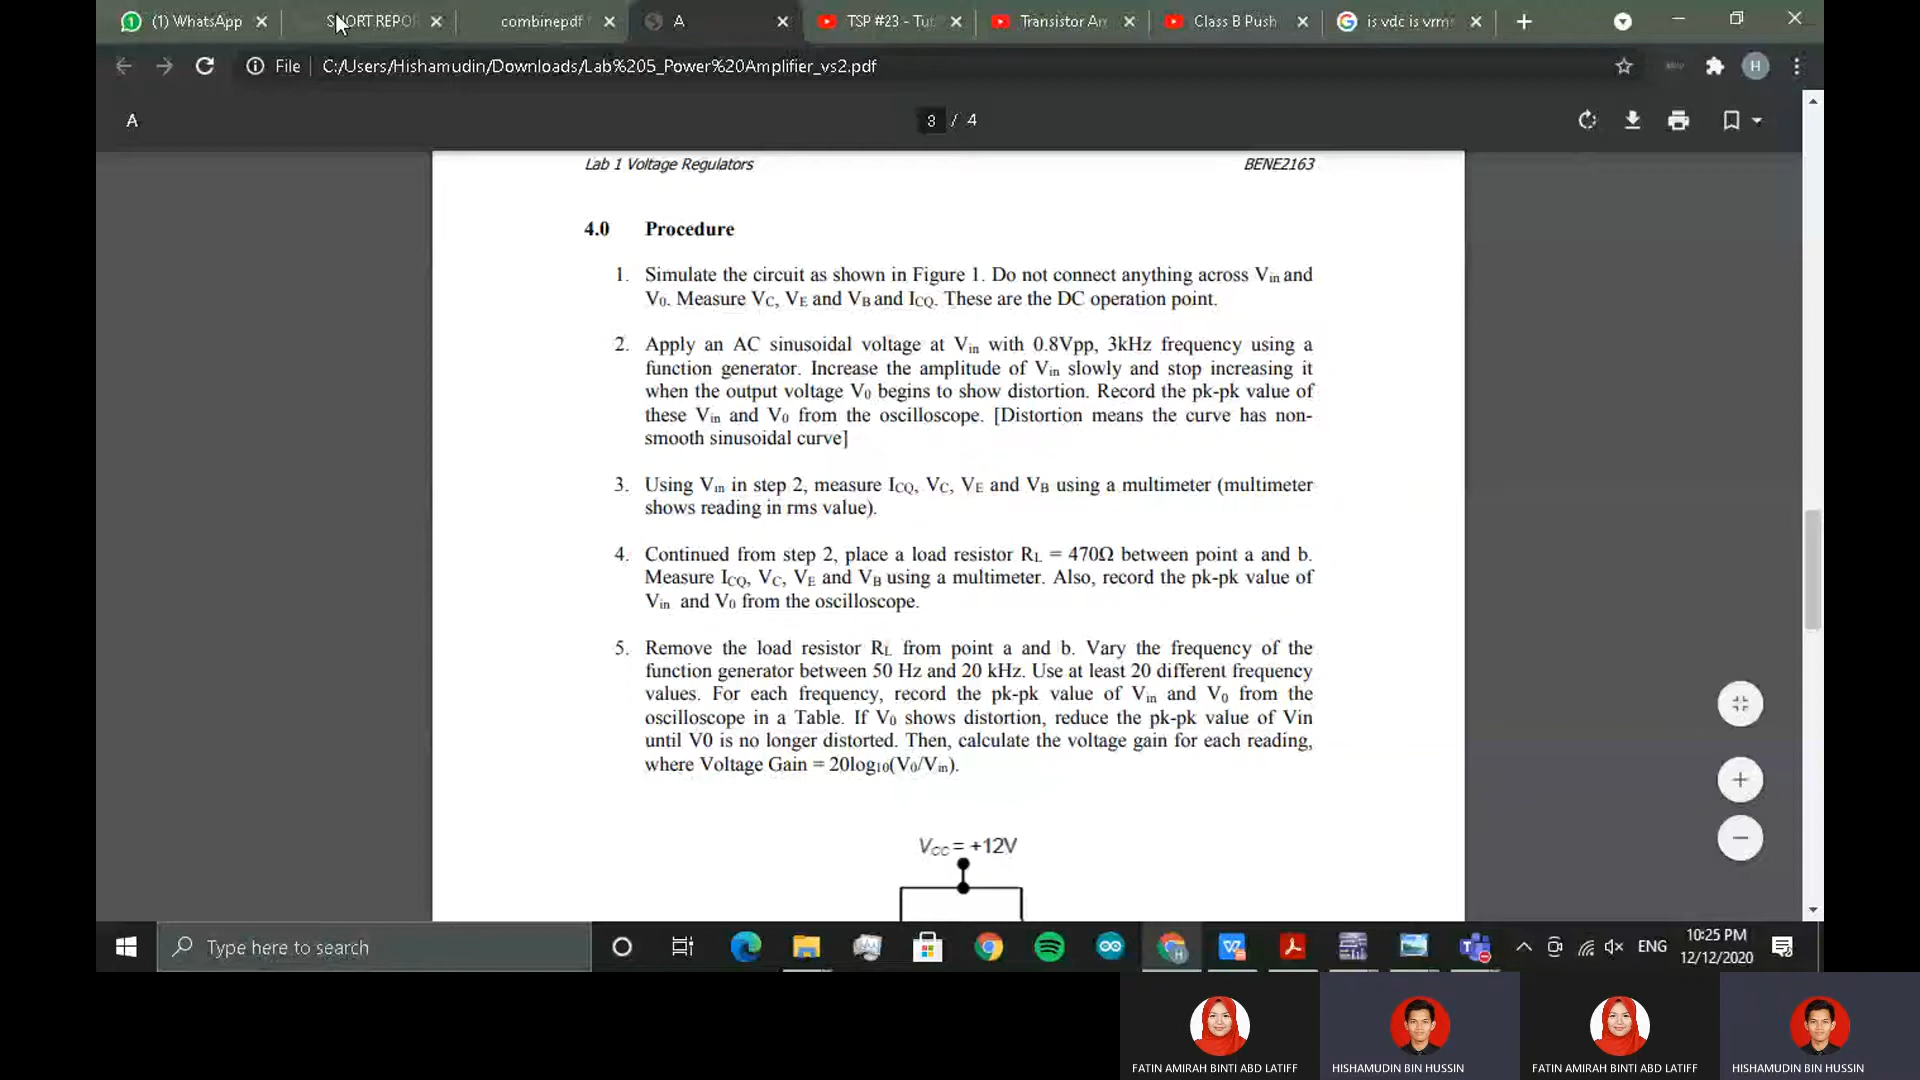 (1) WhatsApp
SHORT REPO
combinepdf
A
TSP #23 - Tut
Transistor Am
Class B Push
is vdc is vrms
File
C:/Users/Hishamudin/Downloads/Lab%205_Power%20Amplifier_vs2.pdf
H
A
3 / 4
Lab 1 Voltage Regulators
BENE2163
4.0 Procedure
1. Simulate the circuit as shown in Figure 1. Do not connect anything across Vin and
V0. Measure VC, VE and VB and ICQ. These are the DC operation point.
2. Apply an AC sinusoidal voltage at Vin with 0.8Vpp, 3kHz frequency using a
function generator. Increase the amplitude of Vin slowly and stop increasing it
when the output voltage V0 begins to show distortion. Record the pk-pk value of
these Vin and V0 from the oscilloscope. [Distortion means the curve has non-
smooth sinusoidal curve]
3. Using Vin in step 2, measure ICQ, VC, VE and VB using a multimeter (multimeter
shows reading in rms value).
4. Continued from step 2, place a load resistor RL = 470Ω between point a and b.
Measure ICQ, VC, VE and VB using a multimeter. Also, record the pk-pk value of
Vin and V0 from the oscilloscope.
5. Remove the load resistor RL from point a and b. Vary the frequency of the
function generator between 50 Hz and 20 kHz. Use at least 20 different frequency
values. For each frequency, record the pk-pk value of Vin and V0 from the
oscilloscope in a Table. If V0 shows distortion, reduce the pk-pk value of Vin
until V0 is no longer distorted. Then, calculate the voltage gain for each reading,
where Voltage Gain = 20log10(V0/Vin).
VCC = +12V
Type here to search
ENG
10:25 PM
12/12/2020
FATIN AMIRAH BINTI ABD LATIFF
HISHAMUDIN BIN HUSSIN
FATIN AMIRAH BINTI ABD LATIFF
HISHAMUDIN BIN HUSSIN